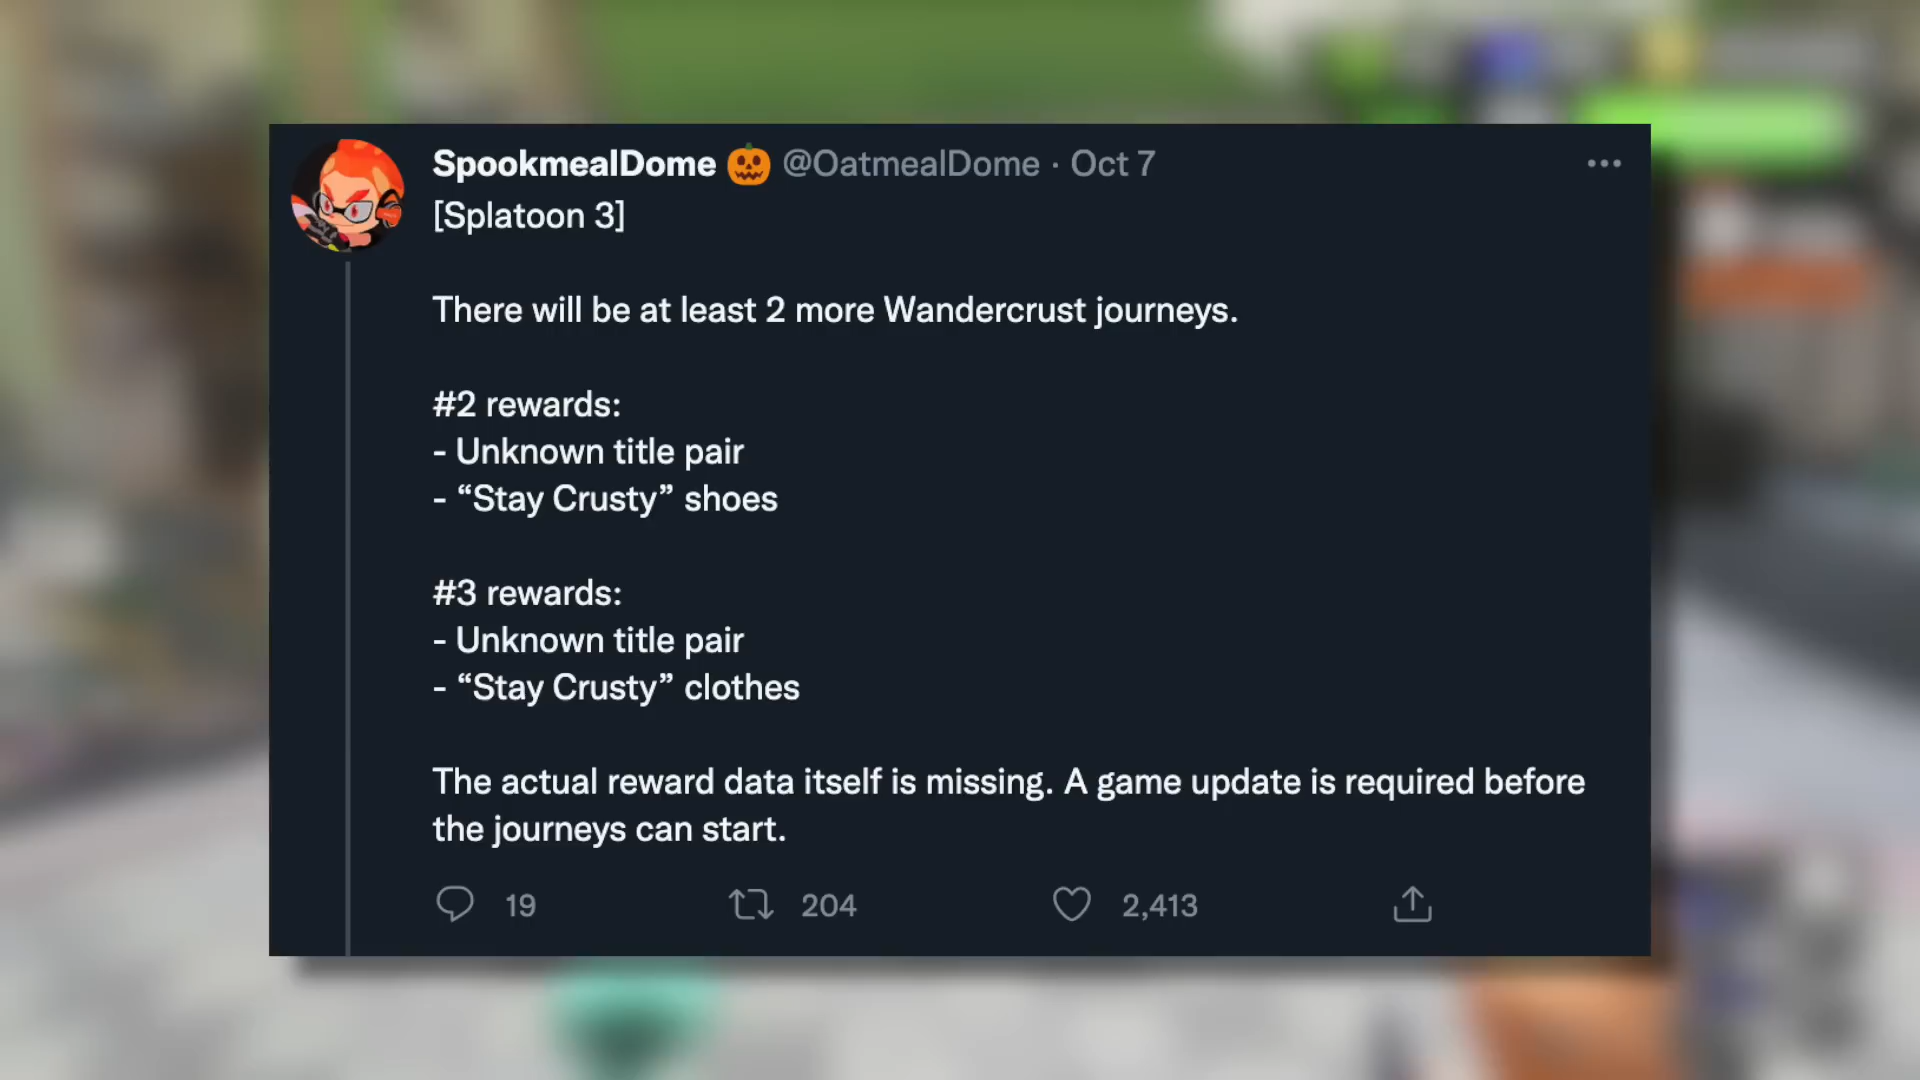 SpookmealDome 🎃 @OatmealDome · Oct 7
[Splatoon 3]
There will be at least 2 more Wandercrust journeys.
#2 rewards:
- Unknown title pair
- “Stay Crusty” shoes
#3 rewards:
- Unknown title pair
- “Stay Crusty” clothes
The actual reward data itself is missing. A game update is required before
the journeys can start.
19 204 2,413